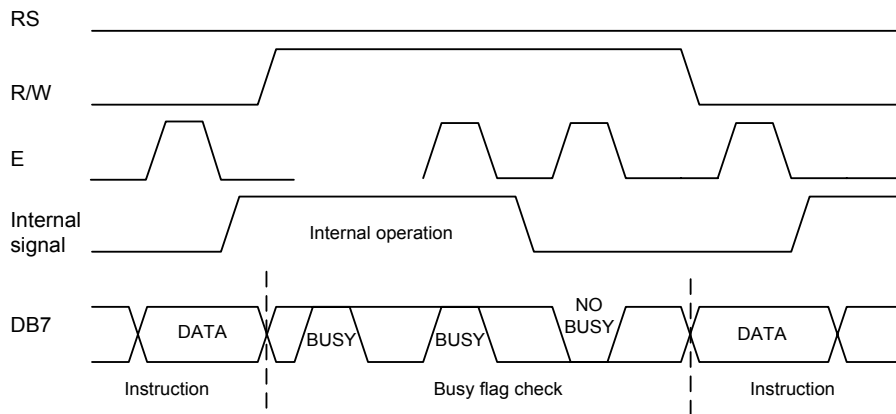 RS
R/W
E
Internal
signal
Internal operation
DB7
DATA
BUSY
BUSY
NO
BUSY
DATA
Instruction
Busy flag check
Instruction